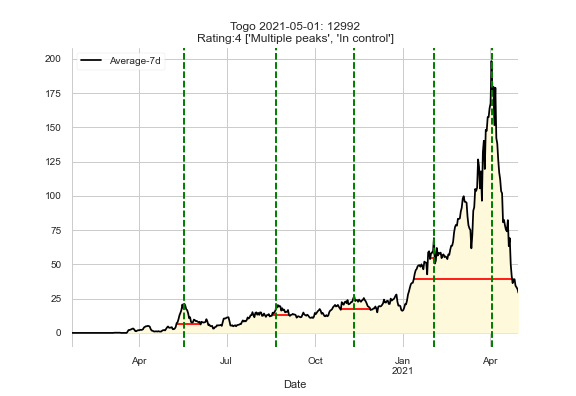 Togo 2021-05-01: 12992
Rating:4 ['Multiple peaks', 'In control']
Average-7d
200
175
150
125
100
75
50
25
0
Apr
Jul
Oct
Jan
2021
Apr
Date